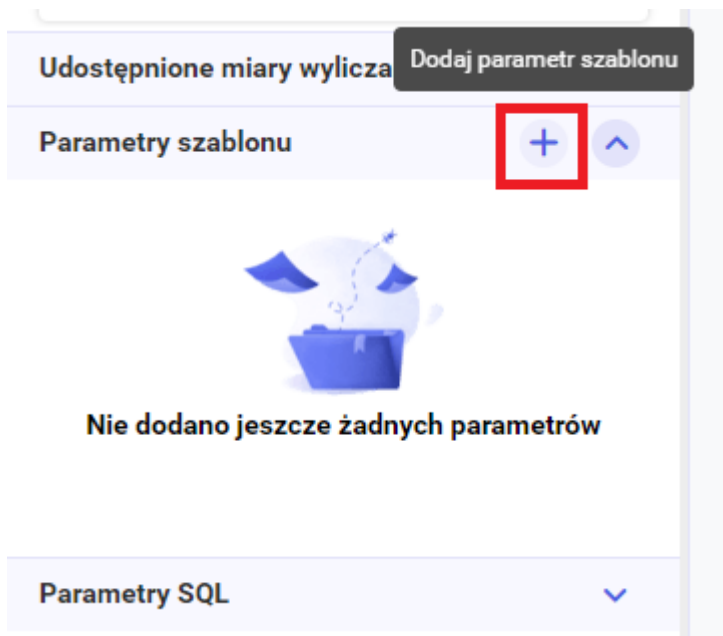 Udostępnione miary wylicza
Dodaj parametr szablonu
Parametry szablonu
Nie dodano jeszcze żadnych parametrów
Parametry SQL